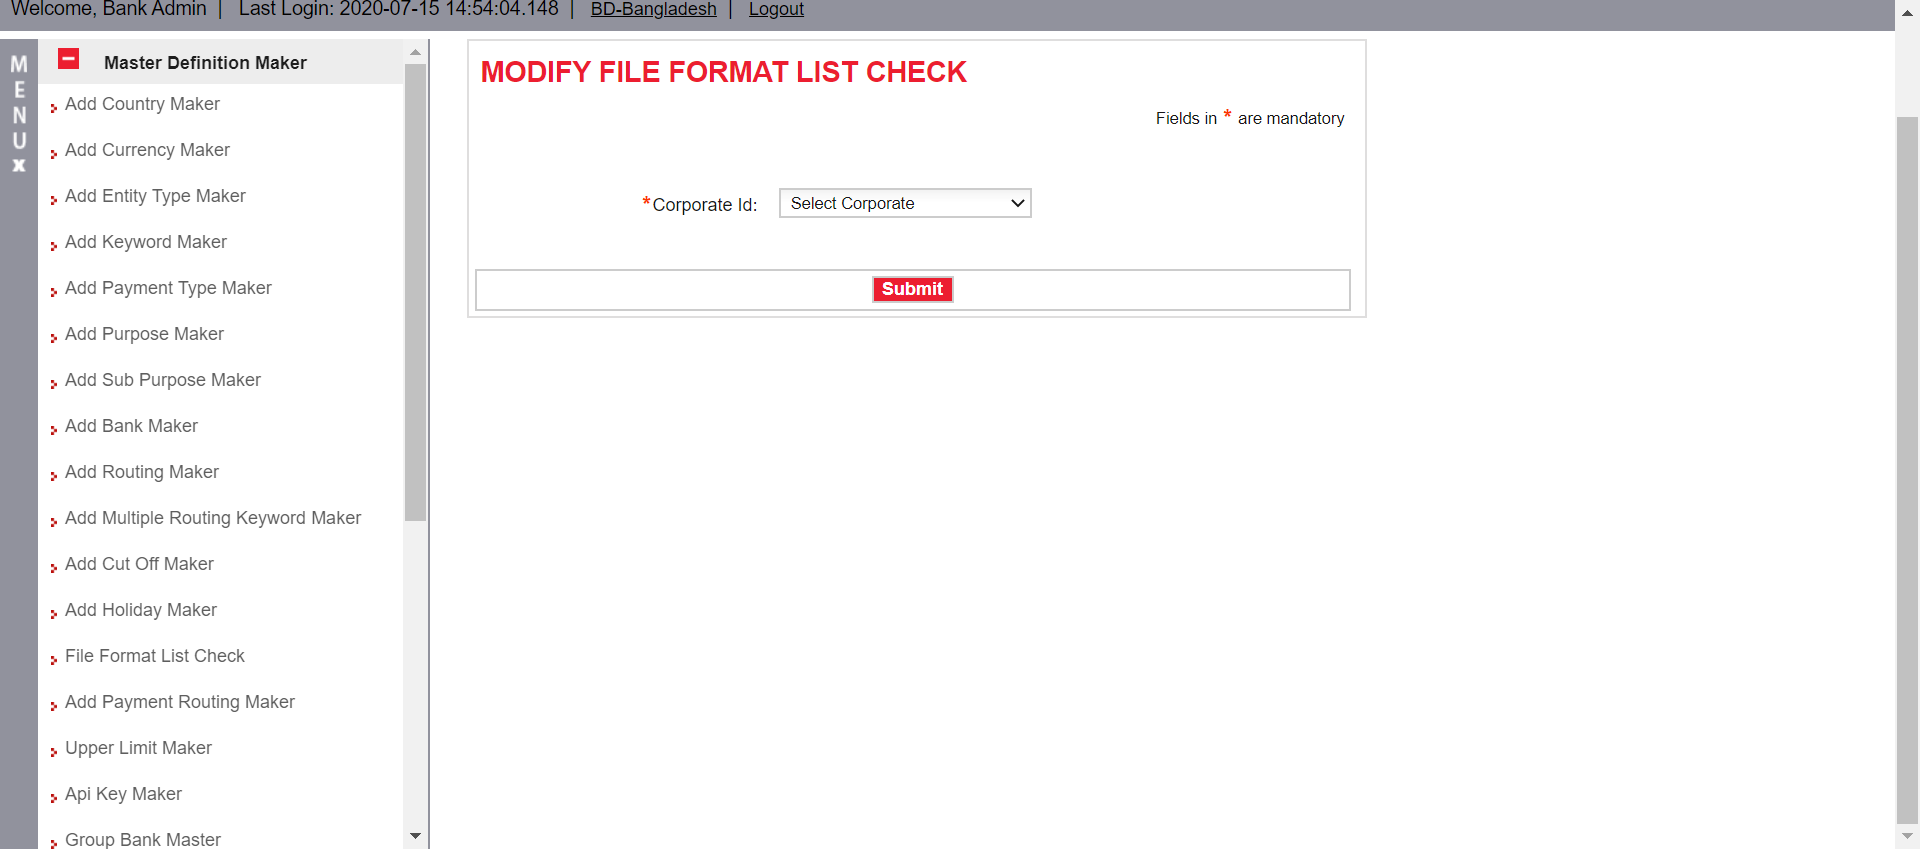 Welcome, Bank Admin | Last Login: 2020-07-15 14:54:04.148 | BD-Bangladesh | Logout
MENU x
Master Definition Maker
Add Country Maker
Add Currency Maker
Add Entity Type Maker
Add Keyword Maker
Add Payment Type Maker
Add Purpose Maker
Add Sub Purpose Maker
Add Bank Maker
Add Routing Maker
Add Multiple Routing Keyword Maker
Add Cut Off Maker
Add Holiday Maker
File Format List Check
Add Payment Routing Maker
Upper Limit Maker
Api Key Maker
Group Bank Master
MODIFY FILE FORMAT LIST CHECK
Fields in * are mandatory
*Corporate Id: Select Corporate
Submit